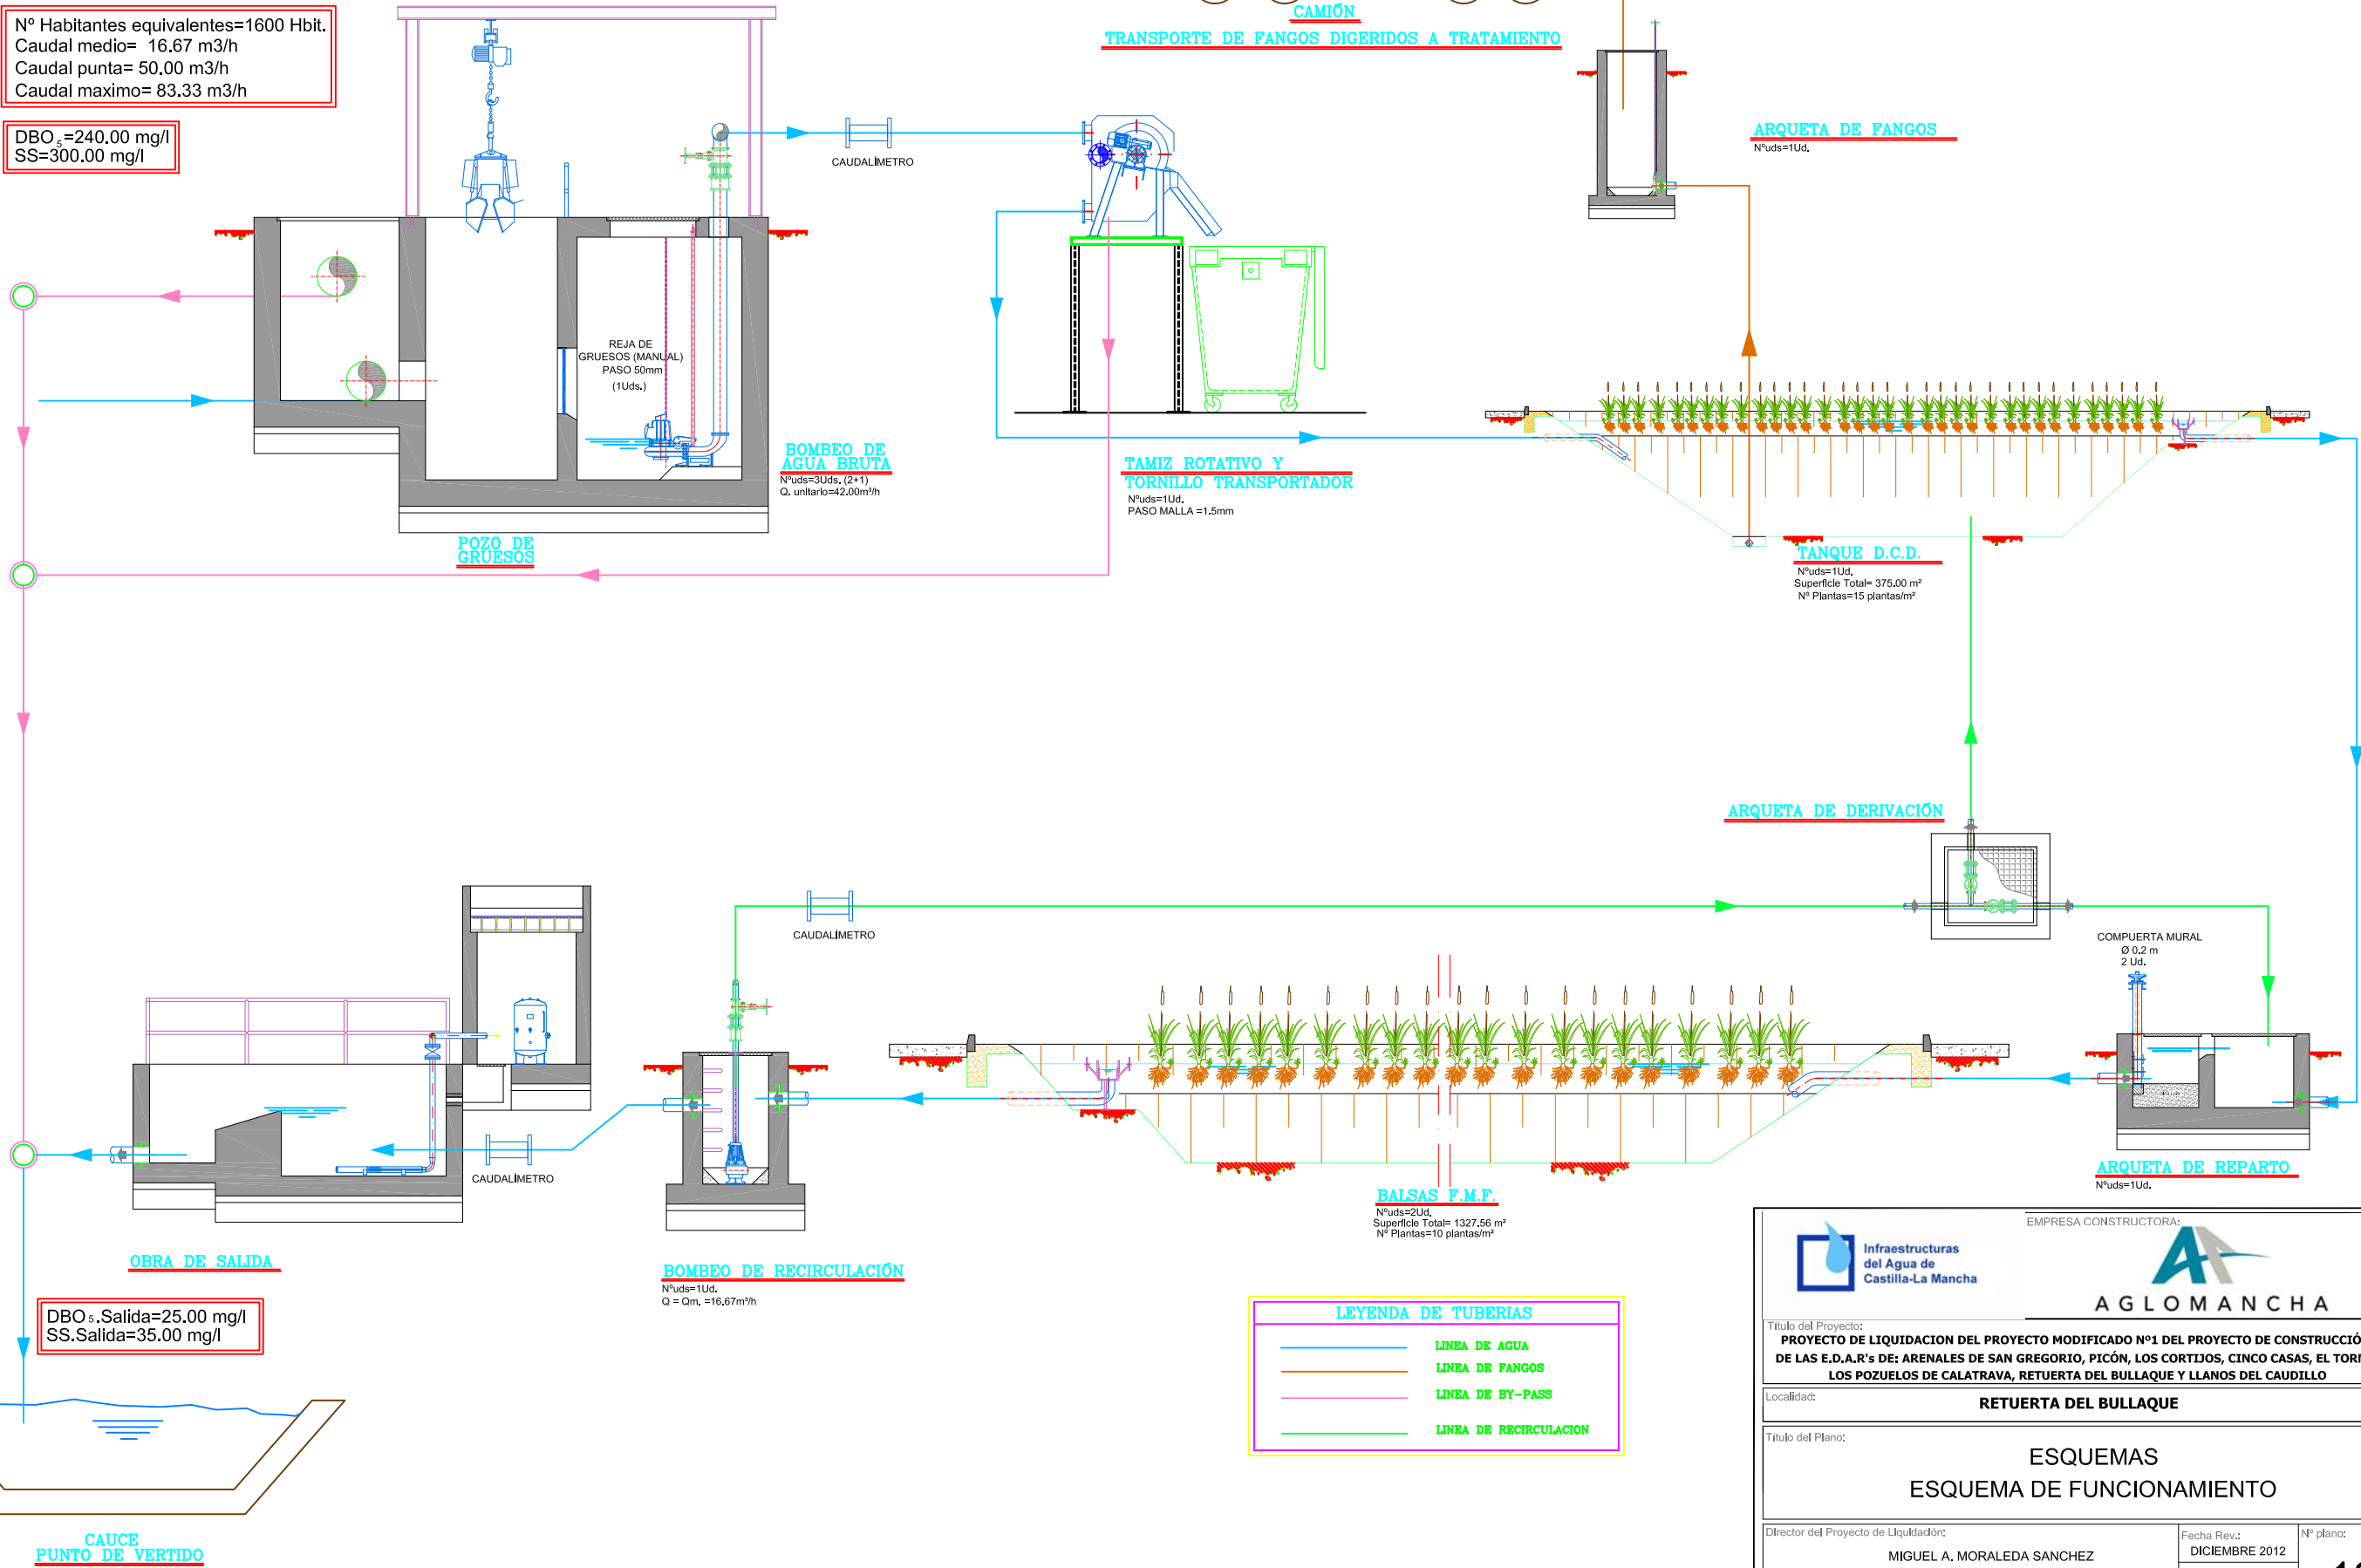 Nº Habitantes equivalentes=1600 Hbit.
Caudal medio= 16.67 m3/h
Caudal punta= 50.00 m3/h
Caudal maximo= 83.33 m3/h
DBO5=240.00 mg/l
SS=300.00 mg/l
CAMIÓN
TRANSPORTE DE FANGOS DIGERIDOS A TRATAMIENTO
CAUDALÍMETRO
ARQUETA DE FANGOS
Nºuds=1Ud.
REJA DE
GRUESOS (MANUAL)
PASO 50mm
(1Uds.)
BOMBEO DE
AGUA BRUTA
Nºuds=3Uds. (2+1)
Q. unitario=42.00m³/h
TAMIZ ROTATIVO Y
TORNILLO TRANSPORTADOR
Nºuds=1Ud.
PASO MALLA =1.5mm
POZO DE
GRUESOS
TANQUE D.C.D.
Nºuds=1Ud.
Superficie Total= 375.00 m²
Nº Plantas=15 plantas/m²
ARQUETA DE DERIVACIÓN
CAUDALÍMETRO
COMPUERTA MURAL
Ø 0,2 m
2 Ud.
CAUDALÍMETRO
ARQUETA DE REPARTO
Nºuds=1Ud.
BALSAS F.M.F.
Nºuds=2Ud.
Superficie Total= 1327.56 m²
Nº Plantas=10 plantas/m²
OBRA DE SALIDA
BOMBEO DE RECIRCULACIÓN
Nºuds=1Ud.
Q = Qm. =16.67m³/h
DBO5.Salida=25.00 mg/l
SS.Salida=35.00 mg/l
LEYENDA DE TUBERIAS
LINEA DE AGUA
LINEA DE FANGOS
LINEA DE BY-PASS
LINEA DE RECIRCULACION
CAUCE
PUNTO DE VERTIDO
Infraestructuras
del Agua de
Castilla-La Mancha
EMPRESA CONSTRUCTORA:
AGLOMANCHA
Título del Proyecto:
PROYECTO DE LIQUIDACION DEL PROYECTO MODIFICADO Nº1 DEL PROYECTO DE CONSTRUCCIÓ
DE LAS E.D.A.R's DE: ARENALES DE SAN GREGORIO, PICÓN, LOS CORTIJOS, CINCO CASAS, EL TORN
LOS POZUELOS DE CALATRAVA, RETUERTA DEL BULLAQUE Y LLANOS DEL CAUDILLO
Localidad:
RETUERTA DEL BULLAQUE
Título del Plano:
ESQUEMAS
ESQUEMA DE FUNCIONAMIENTO
Director del Proyecto de Liquidación:
MIGUEL A. MORALEDA SANCHEZ
Fecha Rev.:
DICIEMBRE 2012
Nº plano: